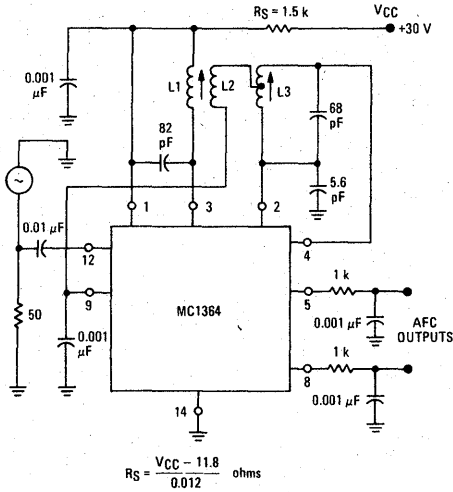 RS = 1.5 k
VCC
+30 V
0.001
μF
L1
L2
L3
82
pF
68
pF
5.6
pF
1
3
2
0.01 μF
12
4
9
MC1364
5
1 k
50
0.001
μF
0.001 μF
AFC
OUTPUTS
8
1 k
0.001 μF
14
RS = VCC – 11.8 ohms
0.012